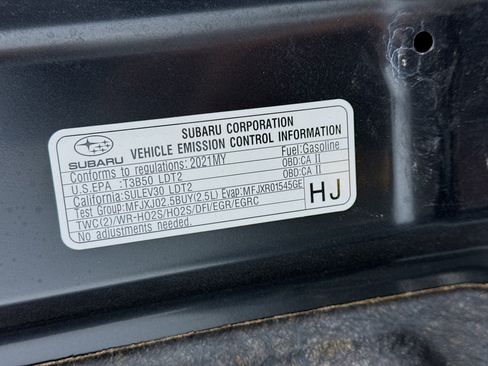 SUBARU CORPORATION
VEHICLE EMISSION CONTROL INFORMATION
SUBARU
Conforms to regulations: 2021MY Fuel:Gasoline
U.S.EPA :T3B50 LDT2 OBD:CA II
California:SULEV30 LDT2 OBD:CA II
Test Group:MFJXJ02.5BUY(2.5L) Evap:MFJXR01545GE
TWC(2)/WR-HO2S/HO2S/DFI/EGR/EGRC
No adjustments needed.
HJ